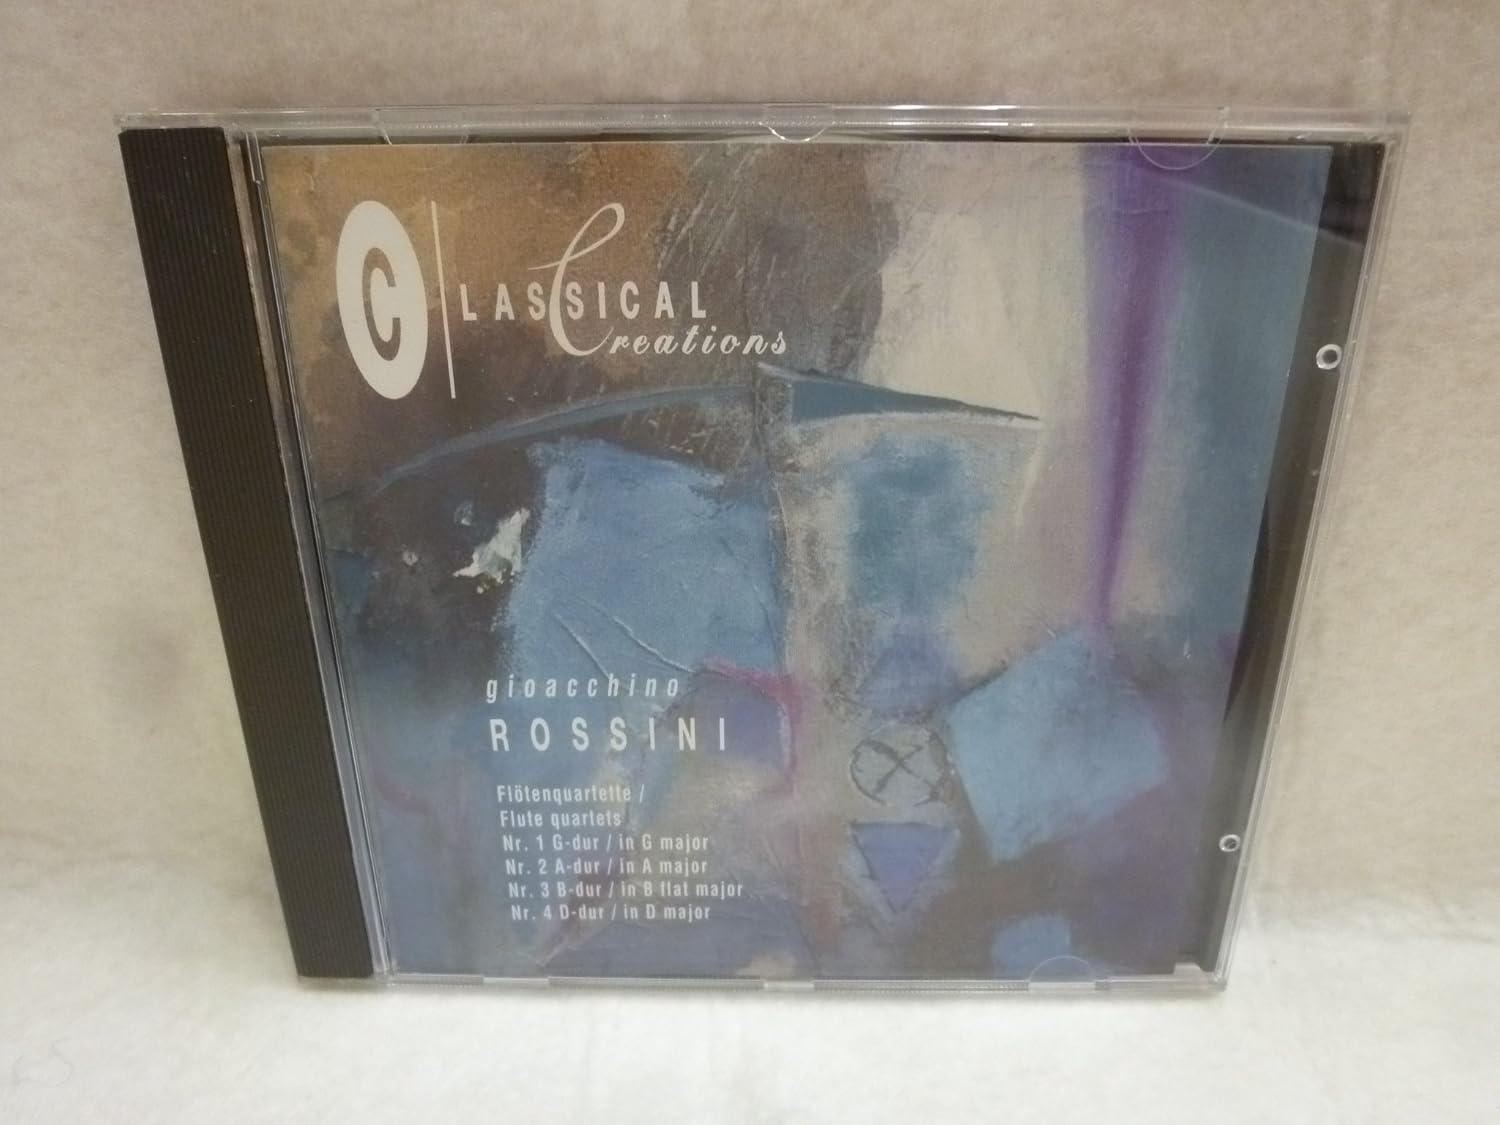 C
CLASSICAL
Creations
gioacchino
ROSSINI
Flötenquartette /
Flute quartets
Nr. 1 G-dur / in G major
Nr. 2 A-dur / in A major
Nr. 3 B-dur / in B flat major
Nr. 4 D-dur / in D major